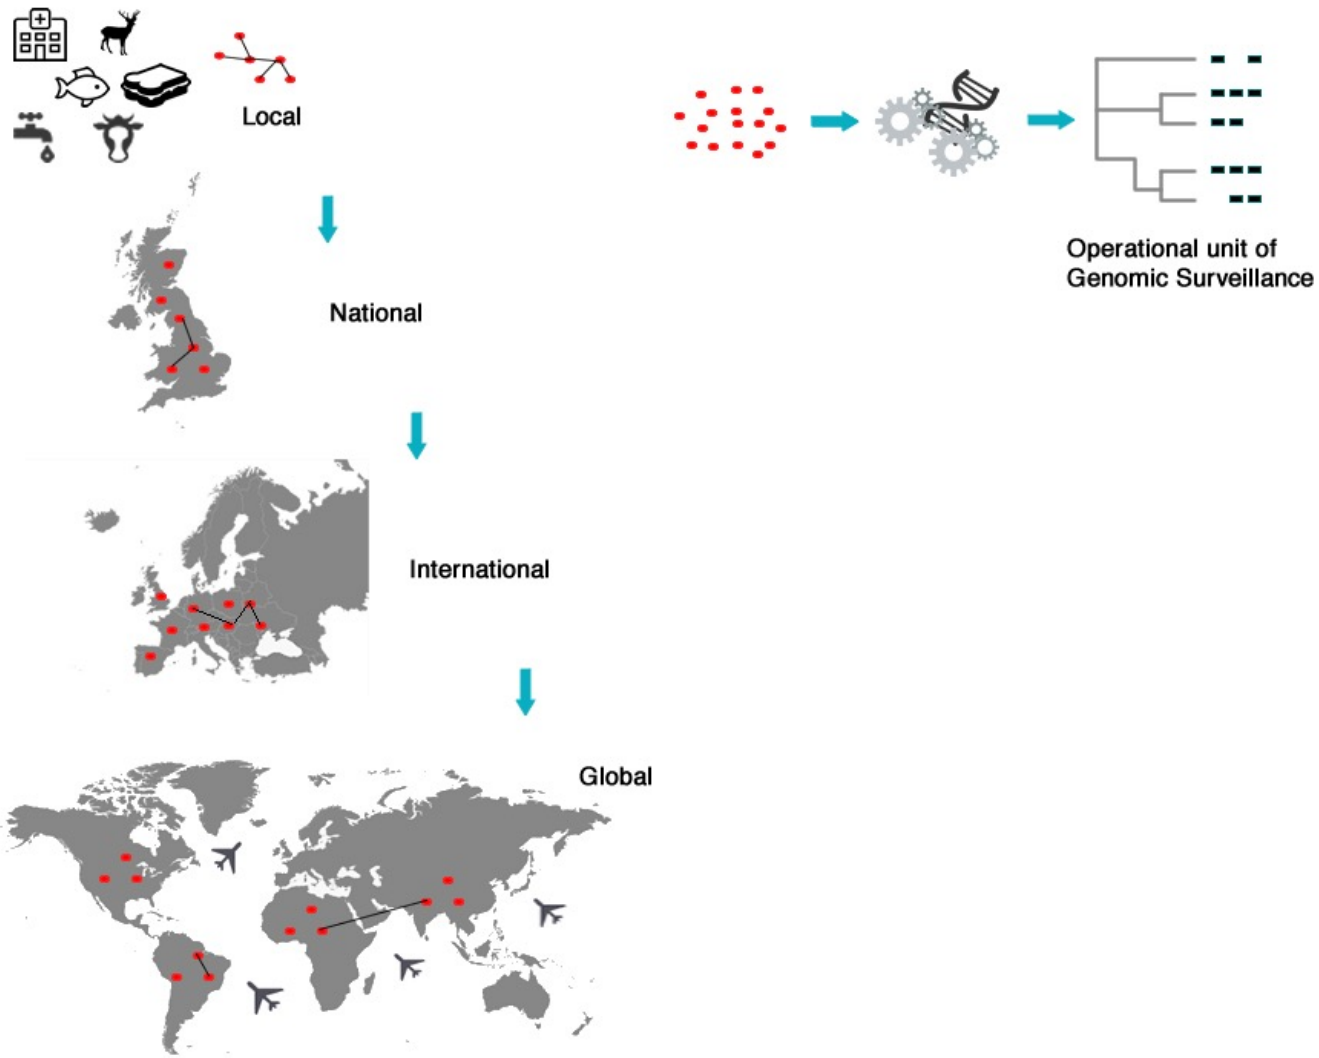 Local
Operational unit of
Genomic Surveillance
National
International
Global